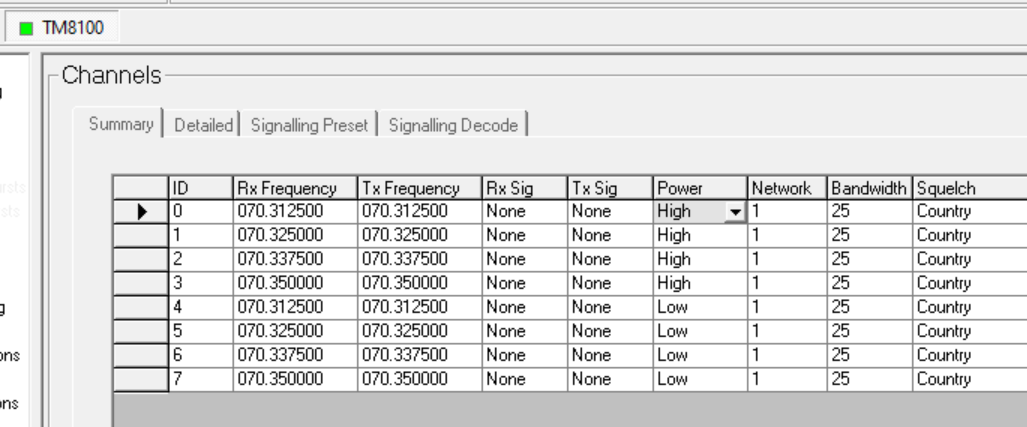 TM8100
Channels
Summary Detailed Signalling Preset Signalling Decode
ID Rx Frequency Tx Frequency Rx Sig Tx Sig Power Network Bandwidth Squelch
0 070.312500 070.312500 None None High 1 25 Country
1 070.325000 070.325000 None None High 1 25 Country
2 070.337500 070.337500 None None High 1 25 Country
3 070.350000 070.350000 None None High 1 25 Country
4 070.312500 070.312500 None None Low 1 25 Country
5 070.325000 070.325000 None None Low 1 25 Country
6 070.337500 070.337500 None None Low 1 25 Country
7 070.350000 070.350000 None None Low 1 25 Country
ons
ons